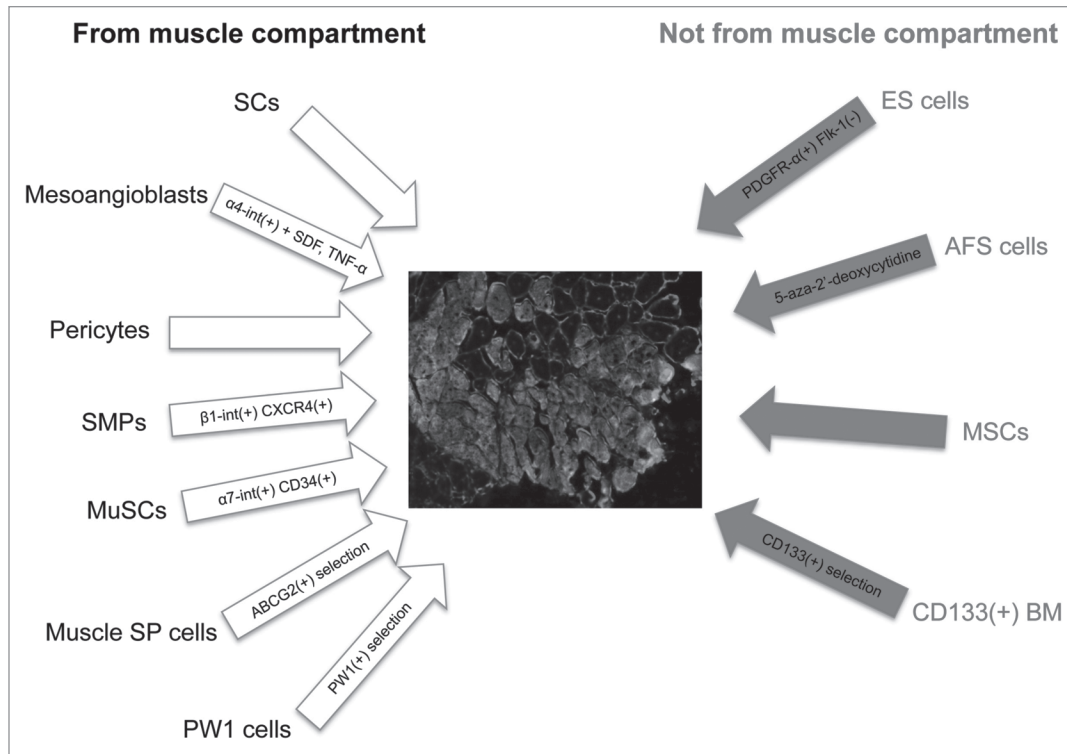 From muscle compartment
Not from muscle compartment
SCs
Mesoangioblasts
α4-int(+) + SDF, TNF-α
Pericytes
SMPs
β1-int(+) CXCR4(+)
MuSCs
α7-int(+) CD34(+)
Muscle SP cells
ABCG2(+) selection
PW1 cells
PW1(+) selection
ES cells
PDGFR-α(+) Flk-1(-)
AFS cells
5-aza-2'-deoxycytidine
MSCs
CD133(+) selection
CD133(+) BM